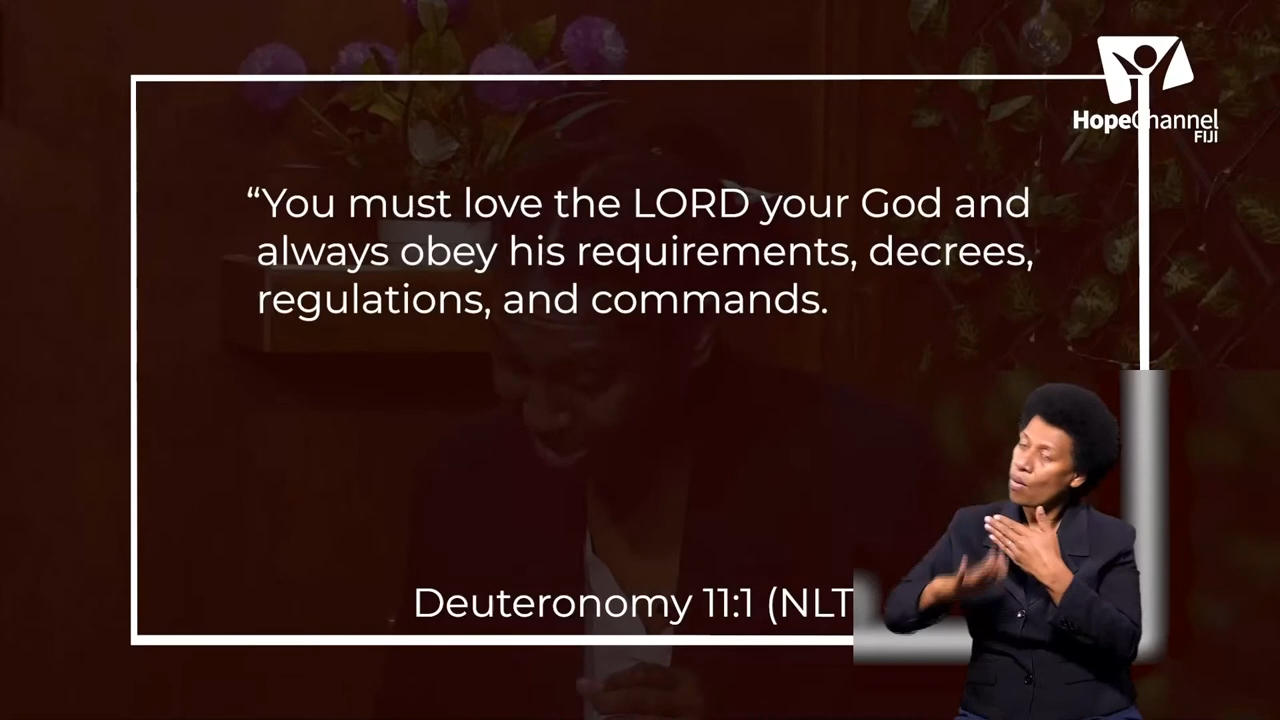 HopeChannel
FIJI
“You must love the LORD your God and
always obey his requirements, decrees,
regulations, and commands.
Deuteronomy 11:1 (NLT